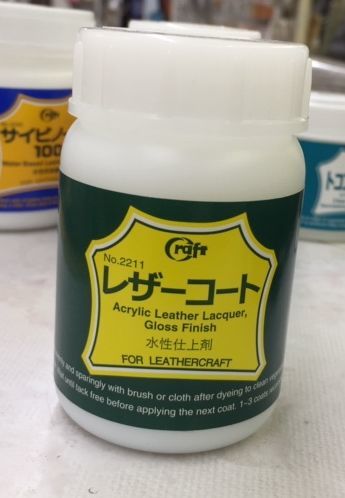 Craft
No.2211
レザーコート
Acrylic Leather Lacquer,
Gloss Finish
水性仕上剤
FOR LEATHERCRAFT
and sparingly with brush or cloth after dyeing to clean
until tack free before applying the next coat. 1~3 coats
Craft
サイビノ
100
トコ